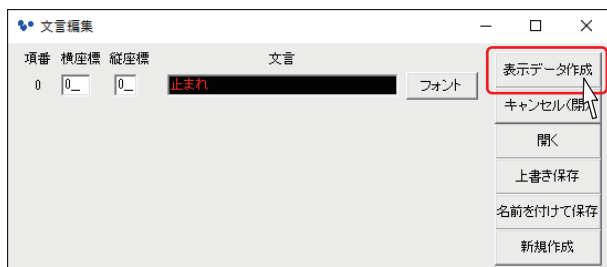 文言編集
項番 横座標 縦座標 文言
0 0_ 0_ 止まれ フォント
表示データ作成
キャンセル(閉
開く
上書き保存
名前を付けて保存
新規作成